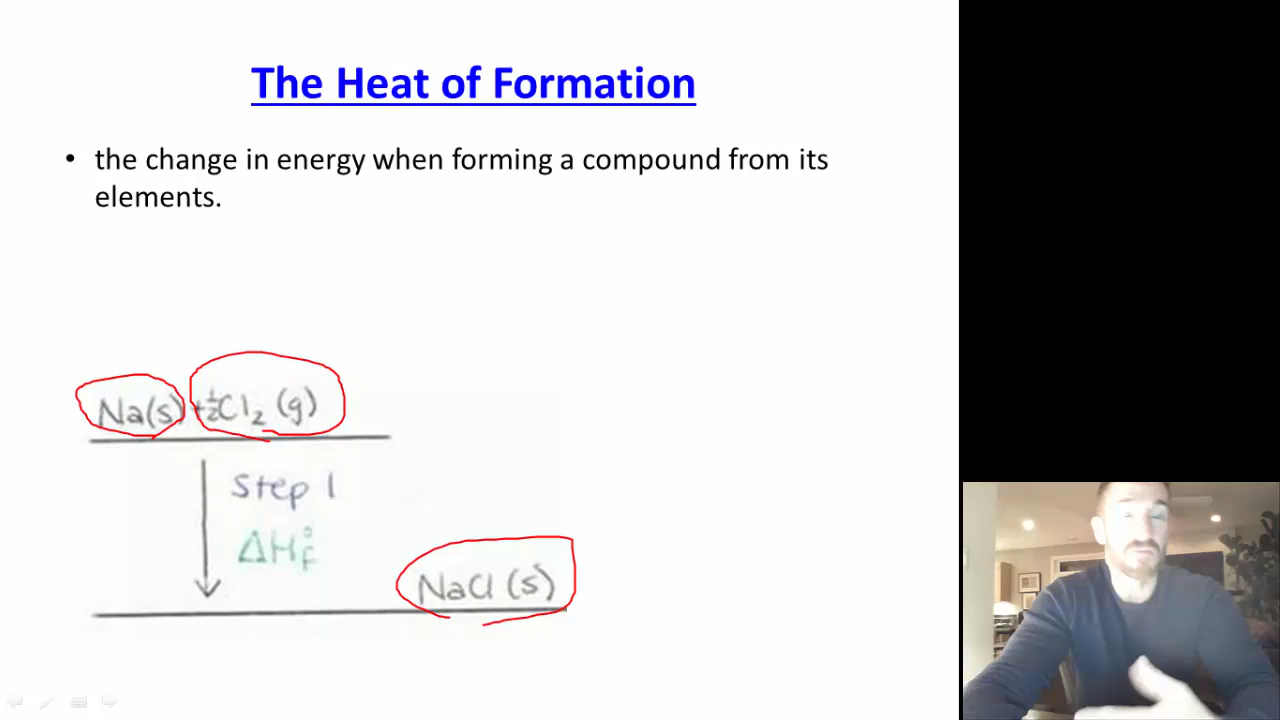 The Heat of Formation
• the change in energy when forming a compound from its
elements.
Na(s) + ½Cl₂ (g)
Step 1
ΔH°f
NaCl (s)